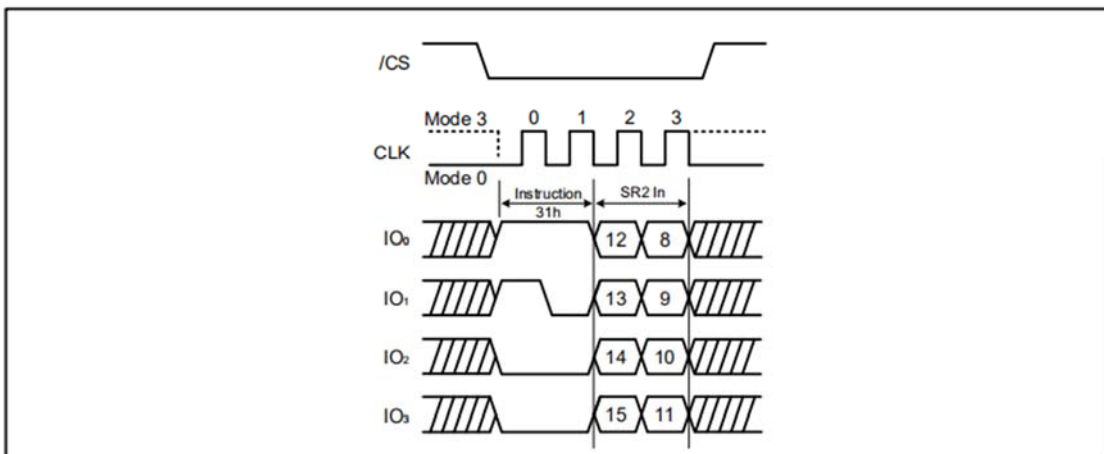 /CS
Mode 3 0 1 2 3
CLK
Mode 0
Instruction SR2 In
31h
IO₀ 12 8
IO₁ 13 9
IO₂ 14 10
IO₃ 15 11